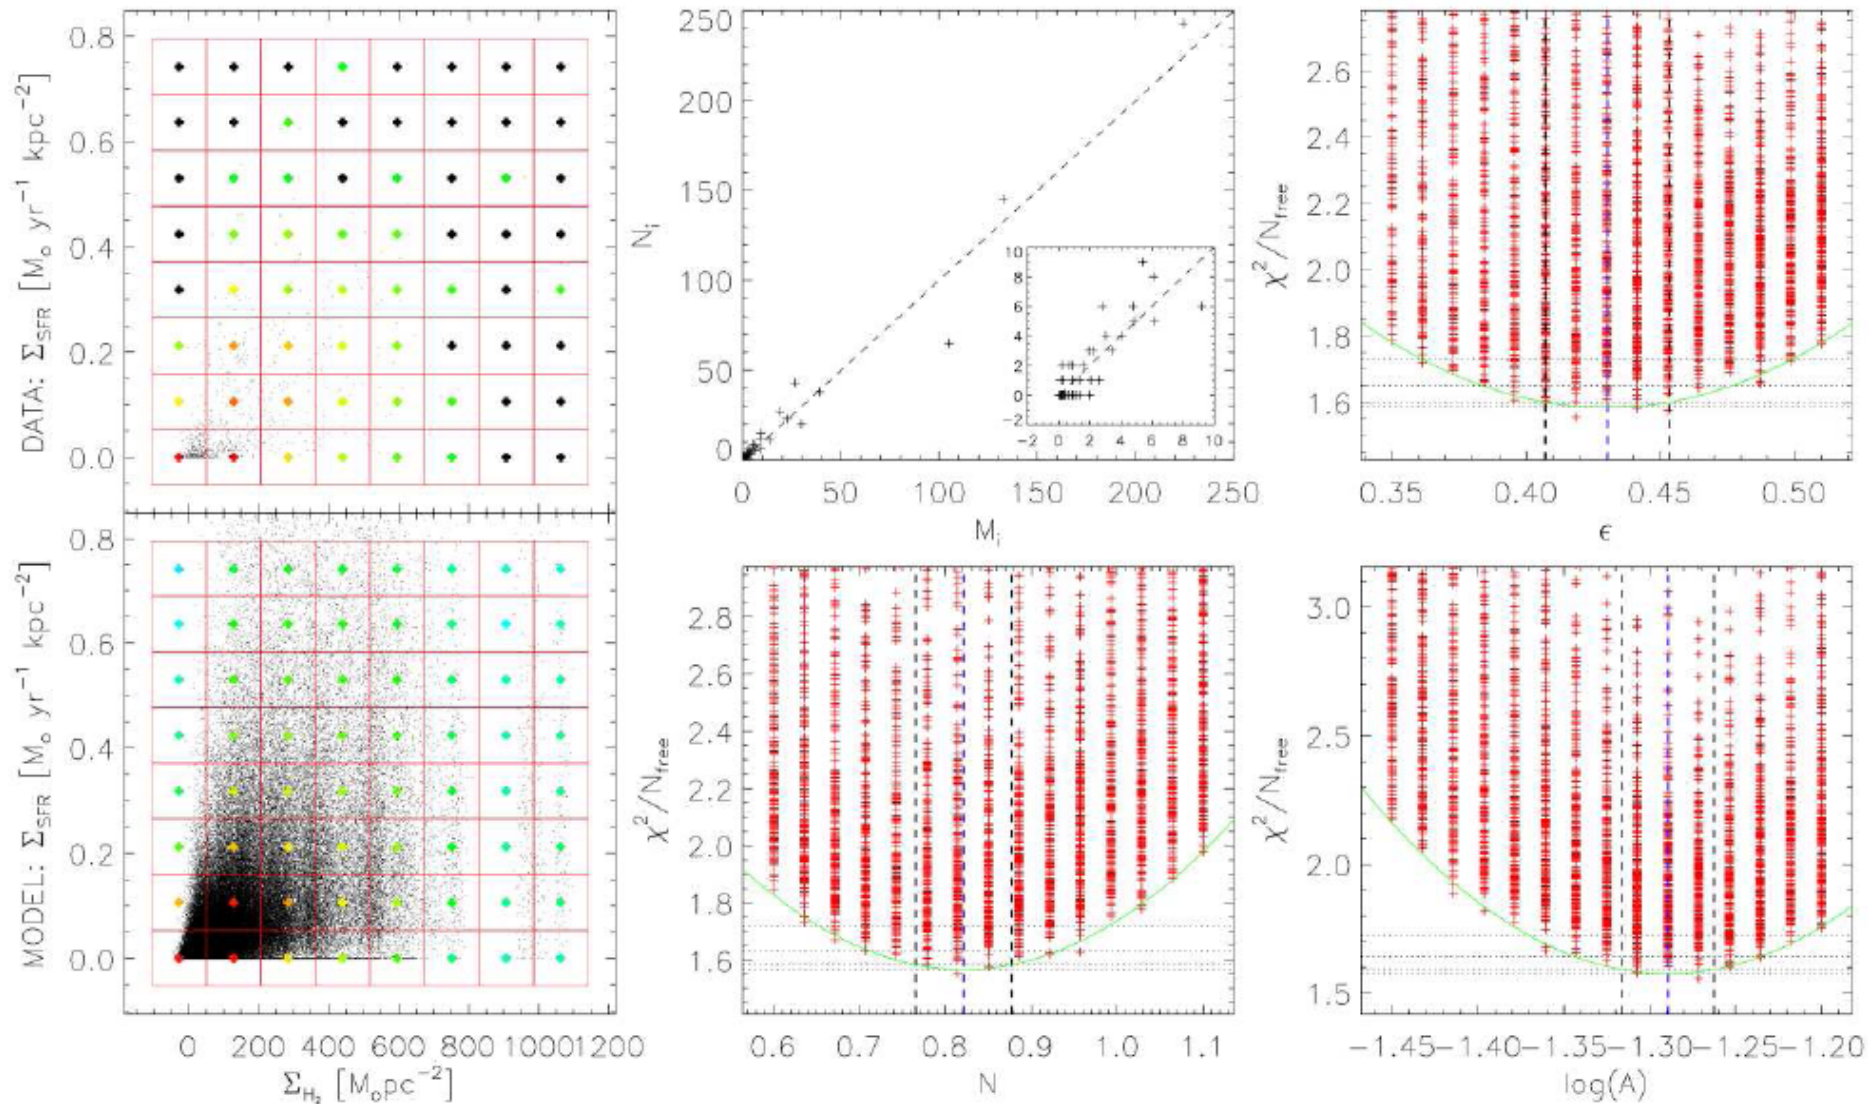 DATA: Σ_SFR [M_o yr^-1 kpc^-2]
0.8
0.6
0.4
0.2
0.0
MODEL: Σ_SFR [M_o yr^-1 kpc^-2]
0.8
0.6
0.4
0.2
0.0
0 200 400 600 800 1000 1200
Σ_H₂ [M_o pc^-2]
N_i
250
200
150
100
50
0
0 50 100 150 200 250
M_i
10
8
6
4
2
0
−2
−2 0 2 4 6 8 10
χ²/N_free
2.6
2.4
2.2
2.0
1.8
1.6
0.35 0.40 0.45 0.50
ϵ
χ²/N_free
2.8
2.6
2.4
2.2
2.0
1.8
1.6
0.6 0.7 0.8 0.9 1.0 1.1
N
χ²/N_free
3.0
2.5
2.0
1.5
−1.45 −1.40 −1.35 −1.30 −1.25 −1.20
log(A)